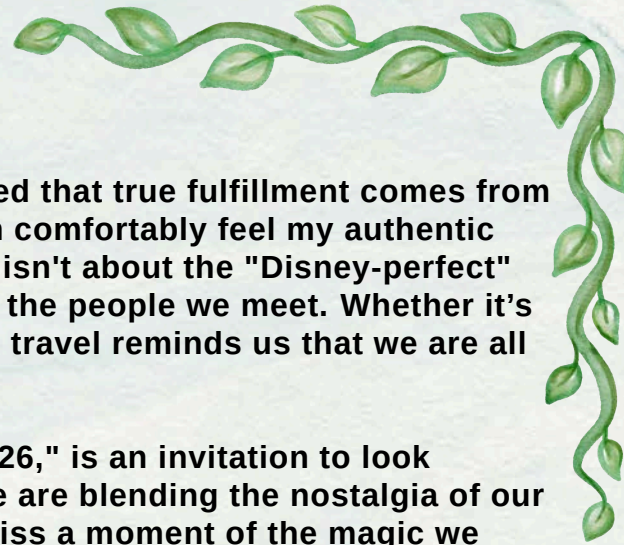 ed that true fulfillment comes from
comfortably feel my authentic
isn't about the "Disney-perfect"
the people we meet. Whether it’s
travel reminds us that we are all
26," is an invitation to look
are blending the nostalgia of our
iss a moment of the magic we